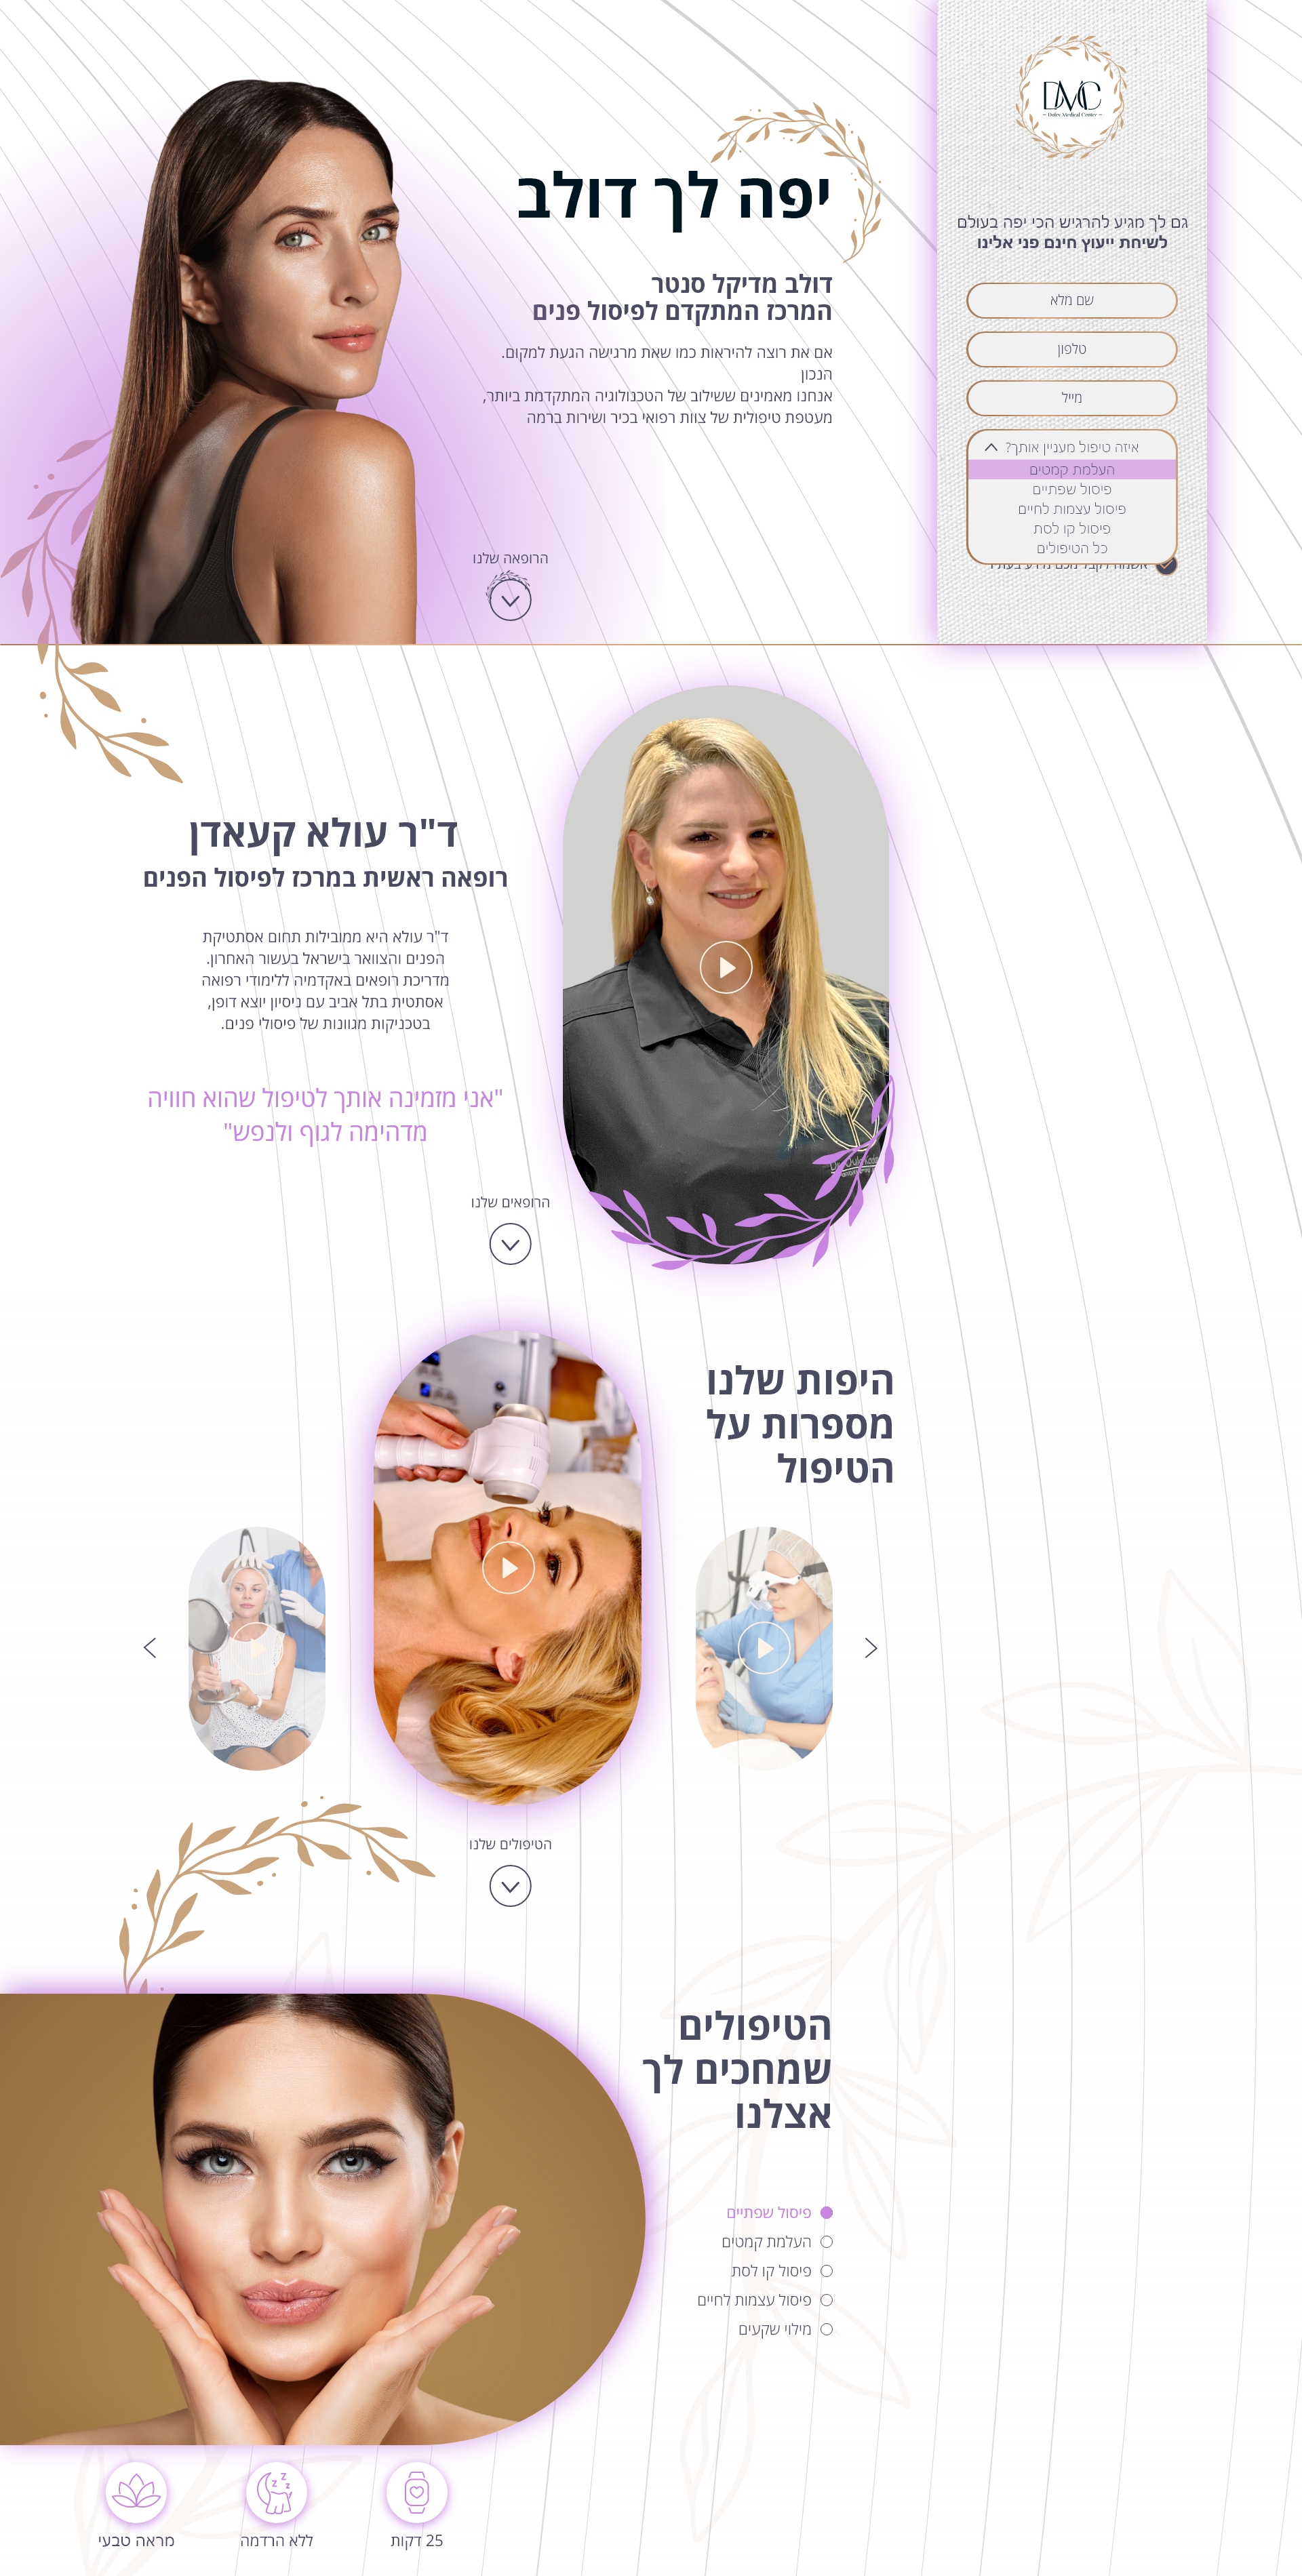 DMC
Dolev Medical Center
גם לך מגיע להרגיש הכי יפה בעולם
לשיחת ייעוץ חינם פני אלינו
שם מלא
טלפון
מייל
איזה טיפול מעניין אותך?
העלמת קמטים
פיסול שפתיים
פיסול עצמות לחיים
פיסול קו לסת
כל הטיפולים
יפה לך דולב
דולב מדיקל סנטר
המרכז המתקדם לפיסול פנים
אם את רוצה להיראות כמו שאת מרגישה הגעת למקום.
הנכון
אנחנו מאמינים ששילוב של הטכנולוגיה המתקדמת ביותר,
מעטפת טיפולית של צוות רפואי בכיר ושירות ברמה
הרופאה שלנו
ד"ר עולא קעאדן
רופאה ראשית במרכז לפיסול הפנים
ד"ר עולא היא ממובילות תחום אסתטיקת
הפנים והצוואר בישראל בעשור האחרון.
מדריכת רופאים באקדמיה ללימודי רפואה
אסתטית בתל אביב עם ניסיון יוצא דופן,
בטכניקות מגוונות של פיסולי פנים.
"אני מזמינה אותך לטיפול שהוא חוויה
מדהימה לגוף ולנפש"
הרופאים שלנו
היפות שלנו
מספרות על
הטיפול
הטיפולים שלנו
הטיפולים
שמחכים לך
אצלנו
פיסול שפתיים
העלמת קמטים
פיסול קו לסת
פיסול עצמות לחיים
מילוי שקעים
25 דקות
ללא הרדמה
מראה טבעי